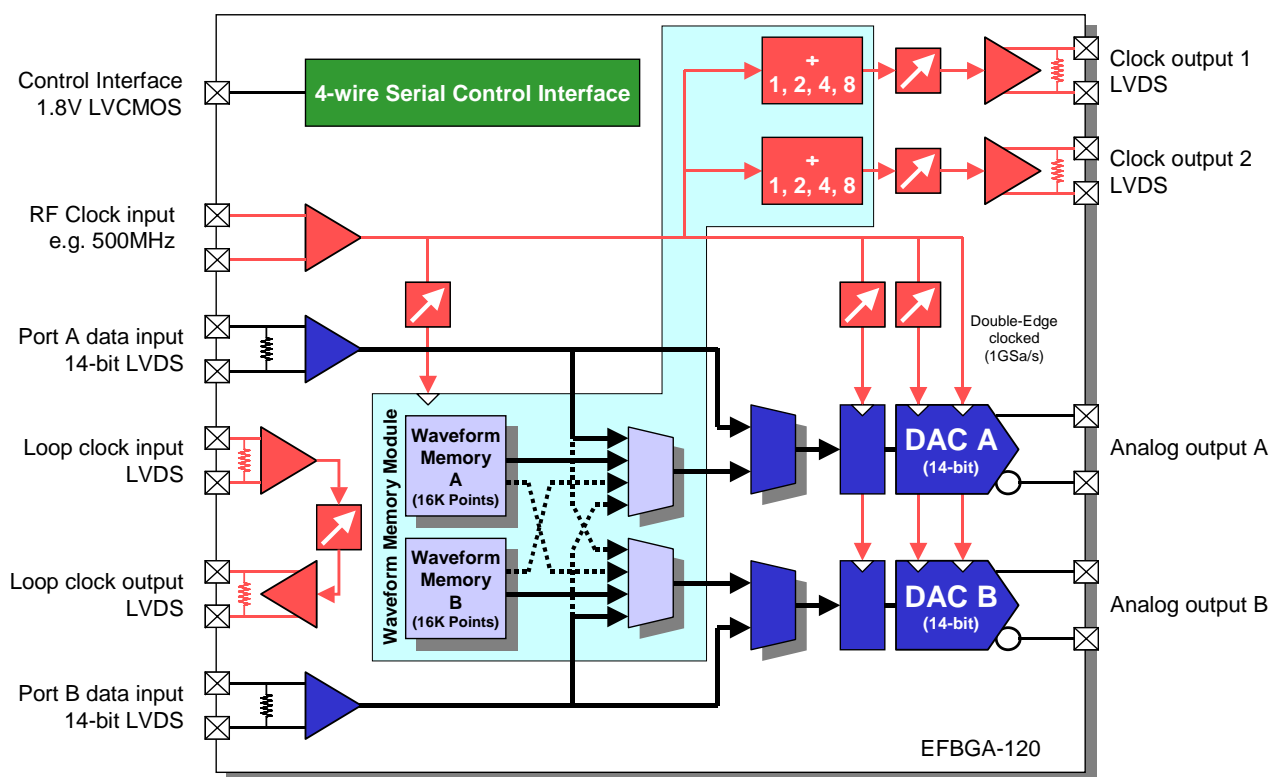 Control Interface
1.8V LVCMOS
4-wire Serial Control Interface
÷
1, 2, 4, 8
Clock output 1
LVDS
÷
1, 2, 4, 8
Clock output 2
LVDS
RF Clock input
e.g. 500MHz
Port A data input
14-bit LVDS
Double-Edge
clocked
(1GSa/s)
Loop clock input
LVDS
Waveform Memory Module
Waveform
Memory
A
(16K Points)
DAC A
(14-bit)
Analog output A
Loop clock output
LVDS
Waveform
Memory
B
(16K Points)
DAC B
(14-bit)
Analog output B
Port B data input
14-bit LVDS
EFBGA-120